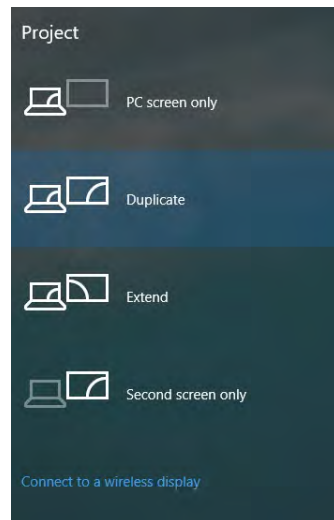 Project
PC screen only
Duplicate
Extend
Second screen only
Connect to a wireless display